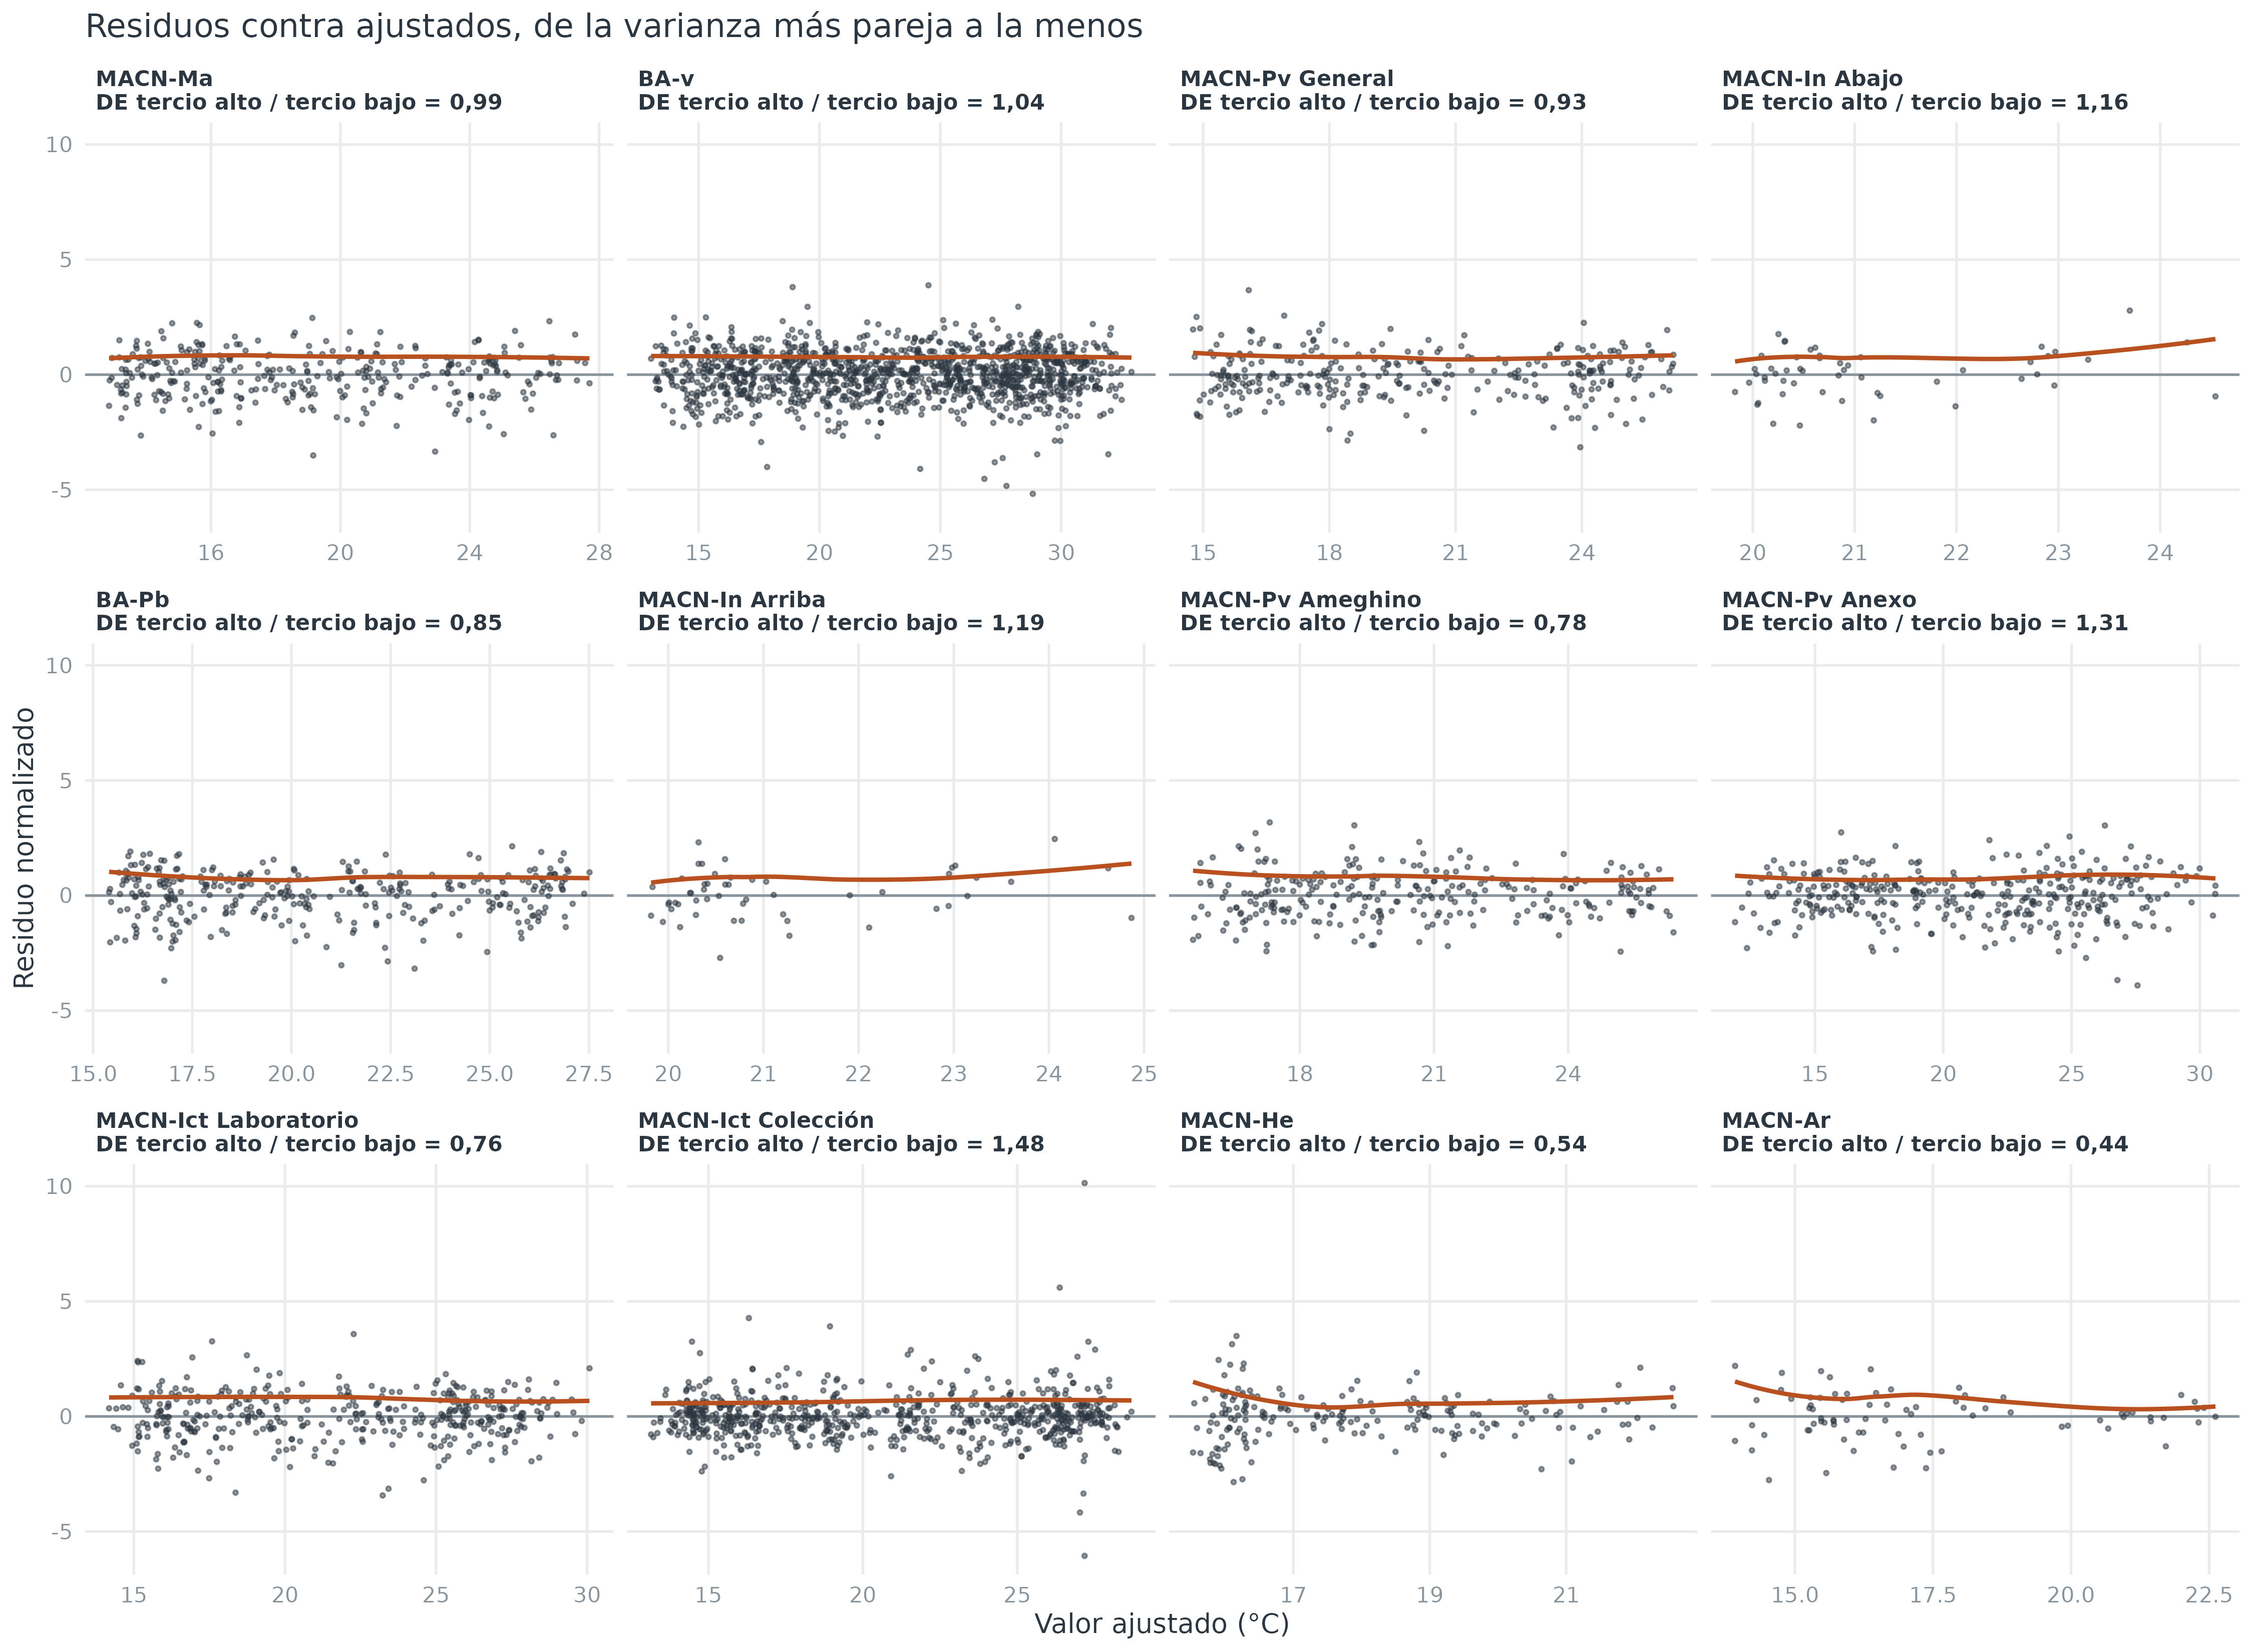 Residuos contra ajustados, de la varianza más pareja a la menos
MACN-Ma
DE tercio alto / tercio bajo = 0,99
BA-v
DE tercio alto / tercio bajo = 1,04
MACN-Pv General
DE tercio alto / tercio bajo = 0,93
MACN-In Abajo
DE tercio alto / tercio bajo = 1,16
10
5
0
-5
16 20 24 28
15 20 25 30
15 18 21 24
20 21 22 23 24
BA-Pb
DE tercio alto / tercio bajo = 0,85
MACN-In Arriba
DE tercio alto / tercio bajo = 1,19
MACN-Pv Ameghino
DE tercio alto / tercio bajo = 0,78
MACN-Pv Anexo
DE tercio alto / tercio bajo = 1,31
Residuo normalizado
10
5
0
-5
15.0 17.5 20.0 22.5 25.0 27.5
20 21 22 23 24 25
18 21 24
15 20 25 30
MACN-Ict Laboratorio
DE tercio alto / tercio bajo = 0,76
MACN-Ict Colección
DE tercio alto / tercio bajo = 1,48
MACN-He
DE tercio alto / tercio bajo = 0,54
MACN-Ar
DE tercio alto / tercio bajo = 0,44
10
5
0
-5
15 20 25 30
15 20 25
17 19 21
15.0 17.5 20.0 22.5
Valor ajustado (°C)